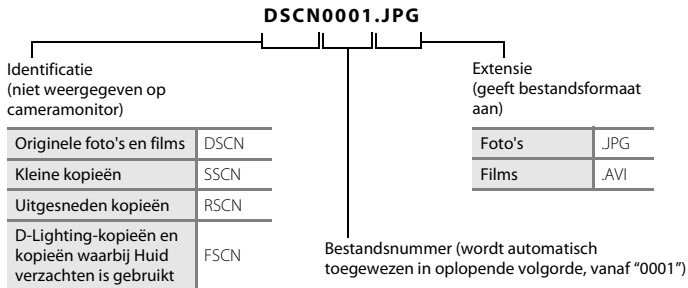 DSCN0001.JPG
Identificatie
(niet weergegeven op
cameramonitor)
Originele foto's en films DSCN
Kleine kopieën SSCN
Uitgesneden kopieën RSCN
D-Lighting-kopieën en
kopieën waarbij Huid
verzachten is gebruikt FSCN
Extensie
(geeft bestandsformaat
aan)
Foto's .JPG
Films .AVI
Bestandsnummer (wordt automatisch
toegewezen in oplopende volgorde, vanaf “0001”)